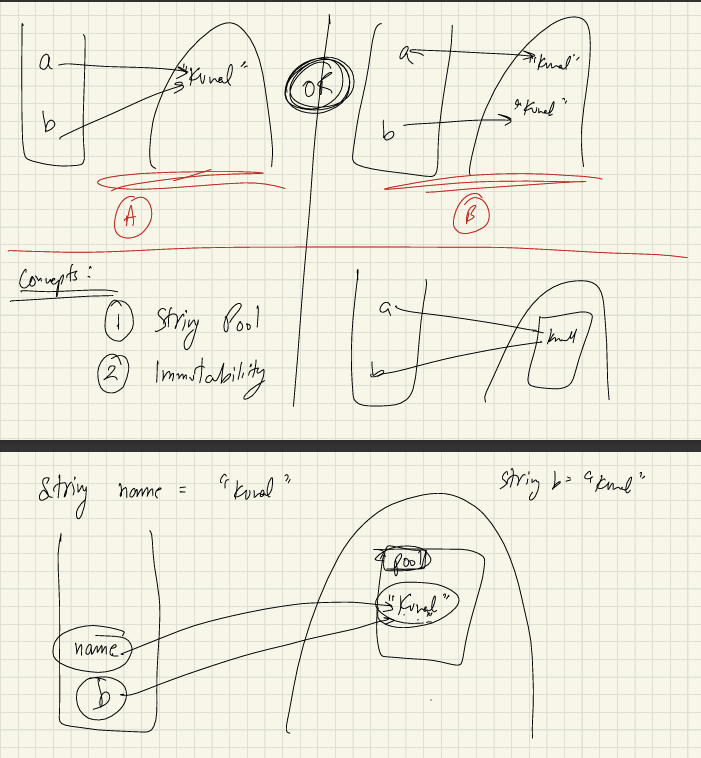 a
"Kunal"
b
OR
a
"Kunal"
b
"Kunal"
A
B
Concepts:
1 String Pool
2 Immutability
a
b
Kunal
String name = "Kunal"
String b = "Kunal"
Pool
"Kunal"
name
b